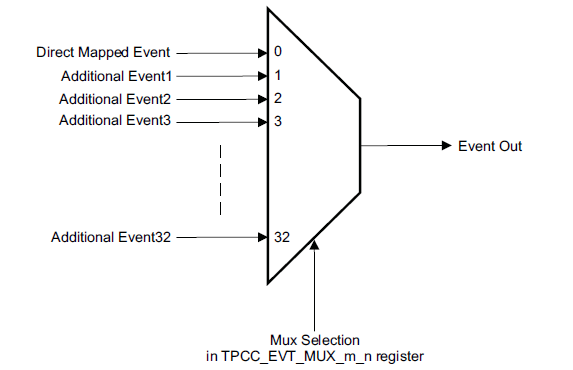 Direct Mapped Event
0
Additional Event1
1
Additional Event2
2
Additional Event3
3
Event Out
Additional Event32
32
Mux Selection
in TPCC_EVT_MUX_m_n register